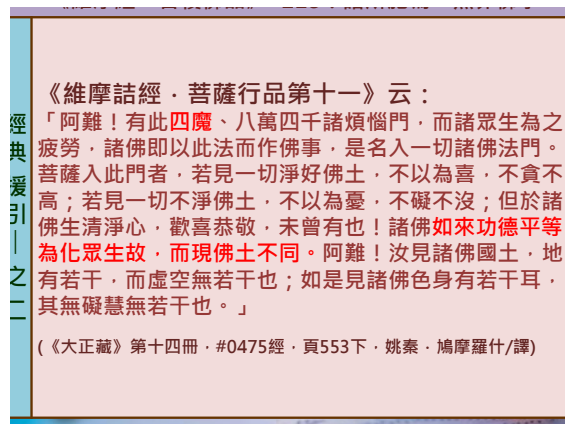 《維摩詰經．菩薩行品第十一》云：
「阿難！有此四魔、八萬四千諸煩惱門，而諸眾生為之
疲勞，諸佛即以此法而作佛事，是名入一切諸佛法門。
菩薩入此門者，若見一切淨好佛土，不以為喜，不貪不
高；若見一切不淨佛土，不以為憂，不礙不沒；但於諸
佛生清淨心，歡喜恭敬，未曾有也！諸佛如來功德平等
為化眾生故，而現佛土不同。阿難！汝見諸佛國土，地
有若干，而虛空無若干也；如是見諸佛色身有若干耳，
其無礙慧無若干也。」
(《大正藏》第十四冊．#0475經．頁553下．姚秦．鳩摩羅什/譯)
經典援引－之二